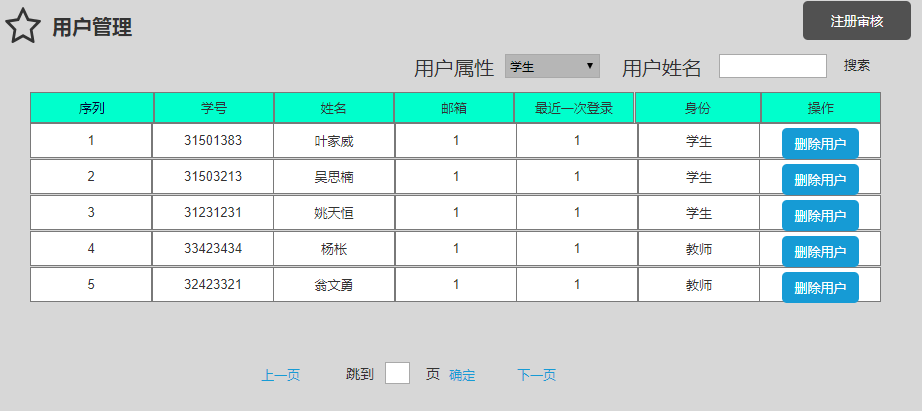 用户管理
注册审核
用户属性 学生 用户姓名 搜索
序列 学号 姓名 邮箱 最近一次登录 身份 操作
1 31501383 叶家威 1 1 学生 删除用户
2 31503213 吴思楠 1 1 学生 删除用户
3 31231231 姚天恒 1 1 学生 删除用户
4 33423434 杨枨 1 1 教师 删除用户
5 32423321 翁文勇 1 1 教师 删除用户
上一页 跳到 页 确定 下一页